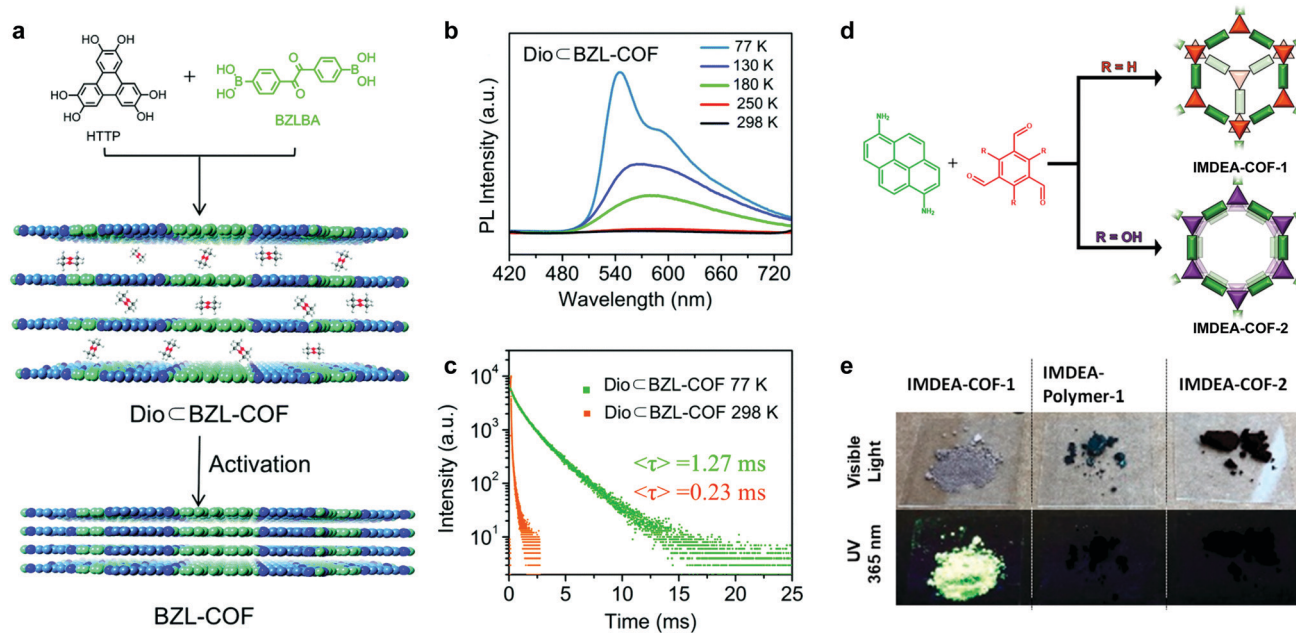 a
HO OH
HO
OH
HO OH
HTTP
+
OH
B
OH
O
O
HO
B
HO
BZLBA
Dio⊂BZL-COF
Activation
BZL-COF
b
Dio⊂BZL-COF
77 K
130 K
180 K
250 K
298 K
PL Intensity (a.u.)
420 480 540 600 660 720
Wavelength (nm)
c
Dio⊂BZL-COF 77 K
Dio⊂BZL-COF 298 K
<τ> =1.27 ms
<τ> =0.23 ms
10⁴
10³
10²
10¹
Intensity (a.u.)
0 5 10 15 20 25
Time (ms)
d
NH₂
NH₂
+
O
R R
O
R
O
R = H
R = OH
IMDEA-COF-1
IMDEA-COF-2
e
IMDEA-COF-1
IMDEA-
Polymer-1
IMDEA-COF-2
Visible
Light
UV
365 nm